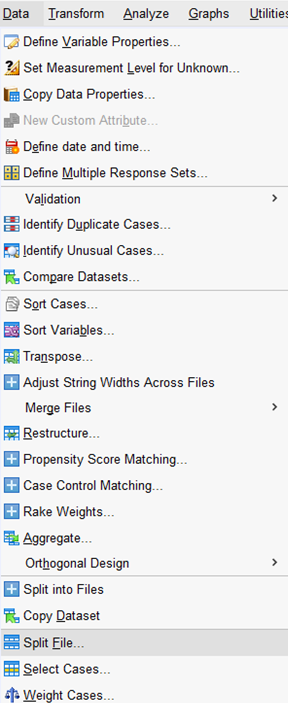 Data Transform Analyze Graphs Utilities
Define Variable Properties...
Set Measurement Level for Unknown...
Copy Data Properties...
New Custom Attribute...
Define date and time...
Define Multiple Response Sets...
Validation
Identify Duplicate Cases...
Identify Unusual Cases...
Compare Datasets...
Sort Cases...
Sort Variables...
Transpose...
Adjust String Widths Across Files
Merge Files
Restructure...
Propensity Score Matching...
Case Control Matching...
Rake Weights...
Aggregate...
Orthogonal Design
Split into Files
Copy Dataset
Split File...
Select Cases...
Weight Cases...